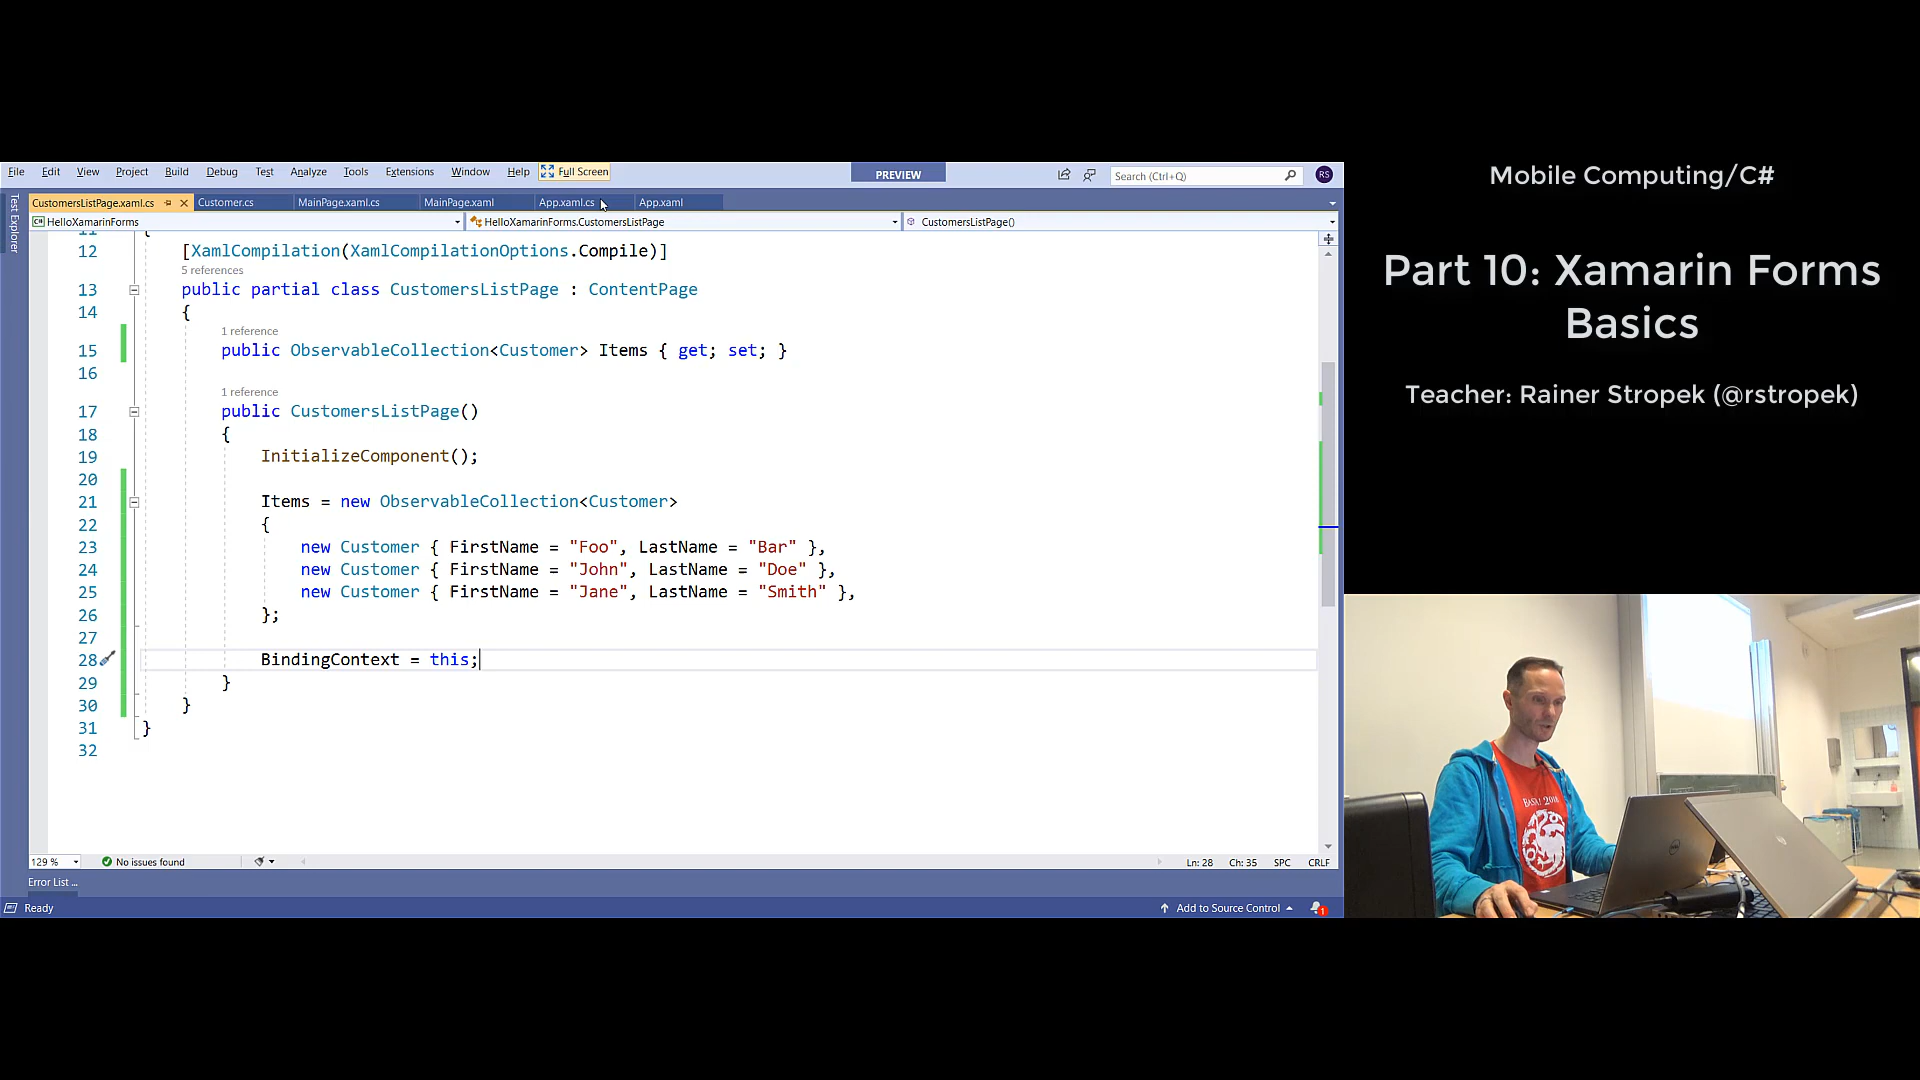 File Edit View Project Build Debug Test Analyze Tools Extensions Window Help Full Screen PREVIEW Search (Ctrl+Q) RS
CustomersListPage.xaml.cs Customer.cs MainPage.xaml.cs MainPage.xaml App.xaml.cs App.xaml
HelloXamarinForms HelloXamarinForms.CustomersListPage CustomersListPage()
Test Explorer
12 [XamlCompilation(XamlCompilationOptions.Compile)]
5 references
13 public partial class CustomersListPage : ContentPage
14 {
1 reference
15 public ObservableCollection<Customer> Items { get; set; }
16
1 reference
17 public CustomersListPage()
18 {
19 InitializeComponent();
20
21 Items = new ObservableCollection<Customer>
22 {
23 new Customer { FirstName = "Foo", LastName = "Bar" },
24 new Customer { FirstName = "John", LastName = "Doe" },
25 new Customer { FirstName = "Jane", LastName = "Smith" },
26 };
27
28 BindingContext = this;
29 }
30 }
31 }
32
129 % No issues found Ln: 28 Ch: 35 SPC CRLF
Error List ...
Ready Add to Source Control 1
Mobile Computing/C#
Part 10: Xamarin Forms
Basics
Teacher: Rainer Stropek (@rstropek)
DELL